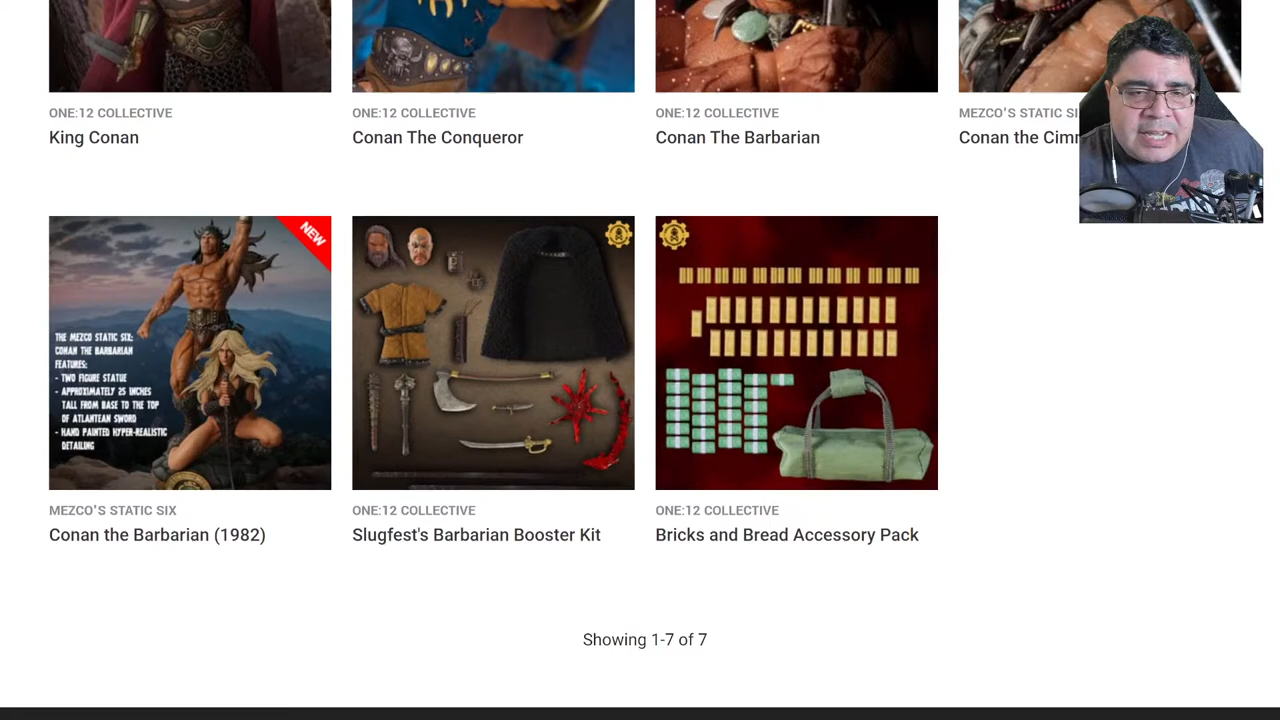 ONE:12 COLLECTIVE
King Conan
ONE:12 COLLECTIVE
Conan The Conqueror
ONE:12 COLLECTIVE
Conan The Barbarian
MEZCO'S STATIC SI
Conan the Cimm
NEW
THE MEZCO STATIC SIX:
CONAN THE BARBARIAN
FEATURES:
- TWO FIGURE STATUE
- APPROXIMATELY 25 INCHES
TALL FROM BASE TO THE TOP
OF ATLANTEAN SWORD
- HAND PAINTED HYPER-REALISTIC
DETAILING
MEZCO'S STATIC SIX
Conan the Barbarian (1982)
ONE:12 COLLECTIVE
Slugfest's Barbarian Booster Kit
ONE:12 COLLECTIVE
Bricks and Bread Accessory Pack
Showing 1-7 of 7